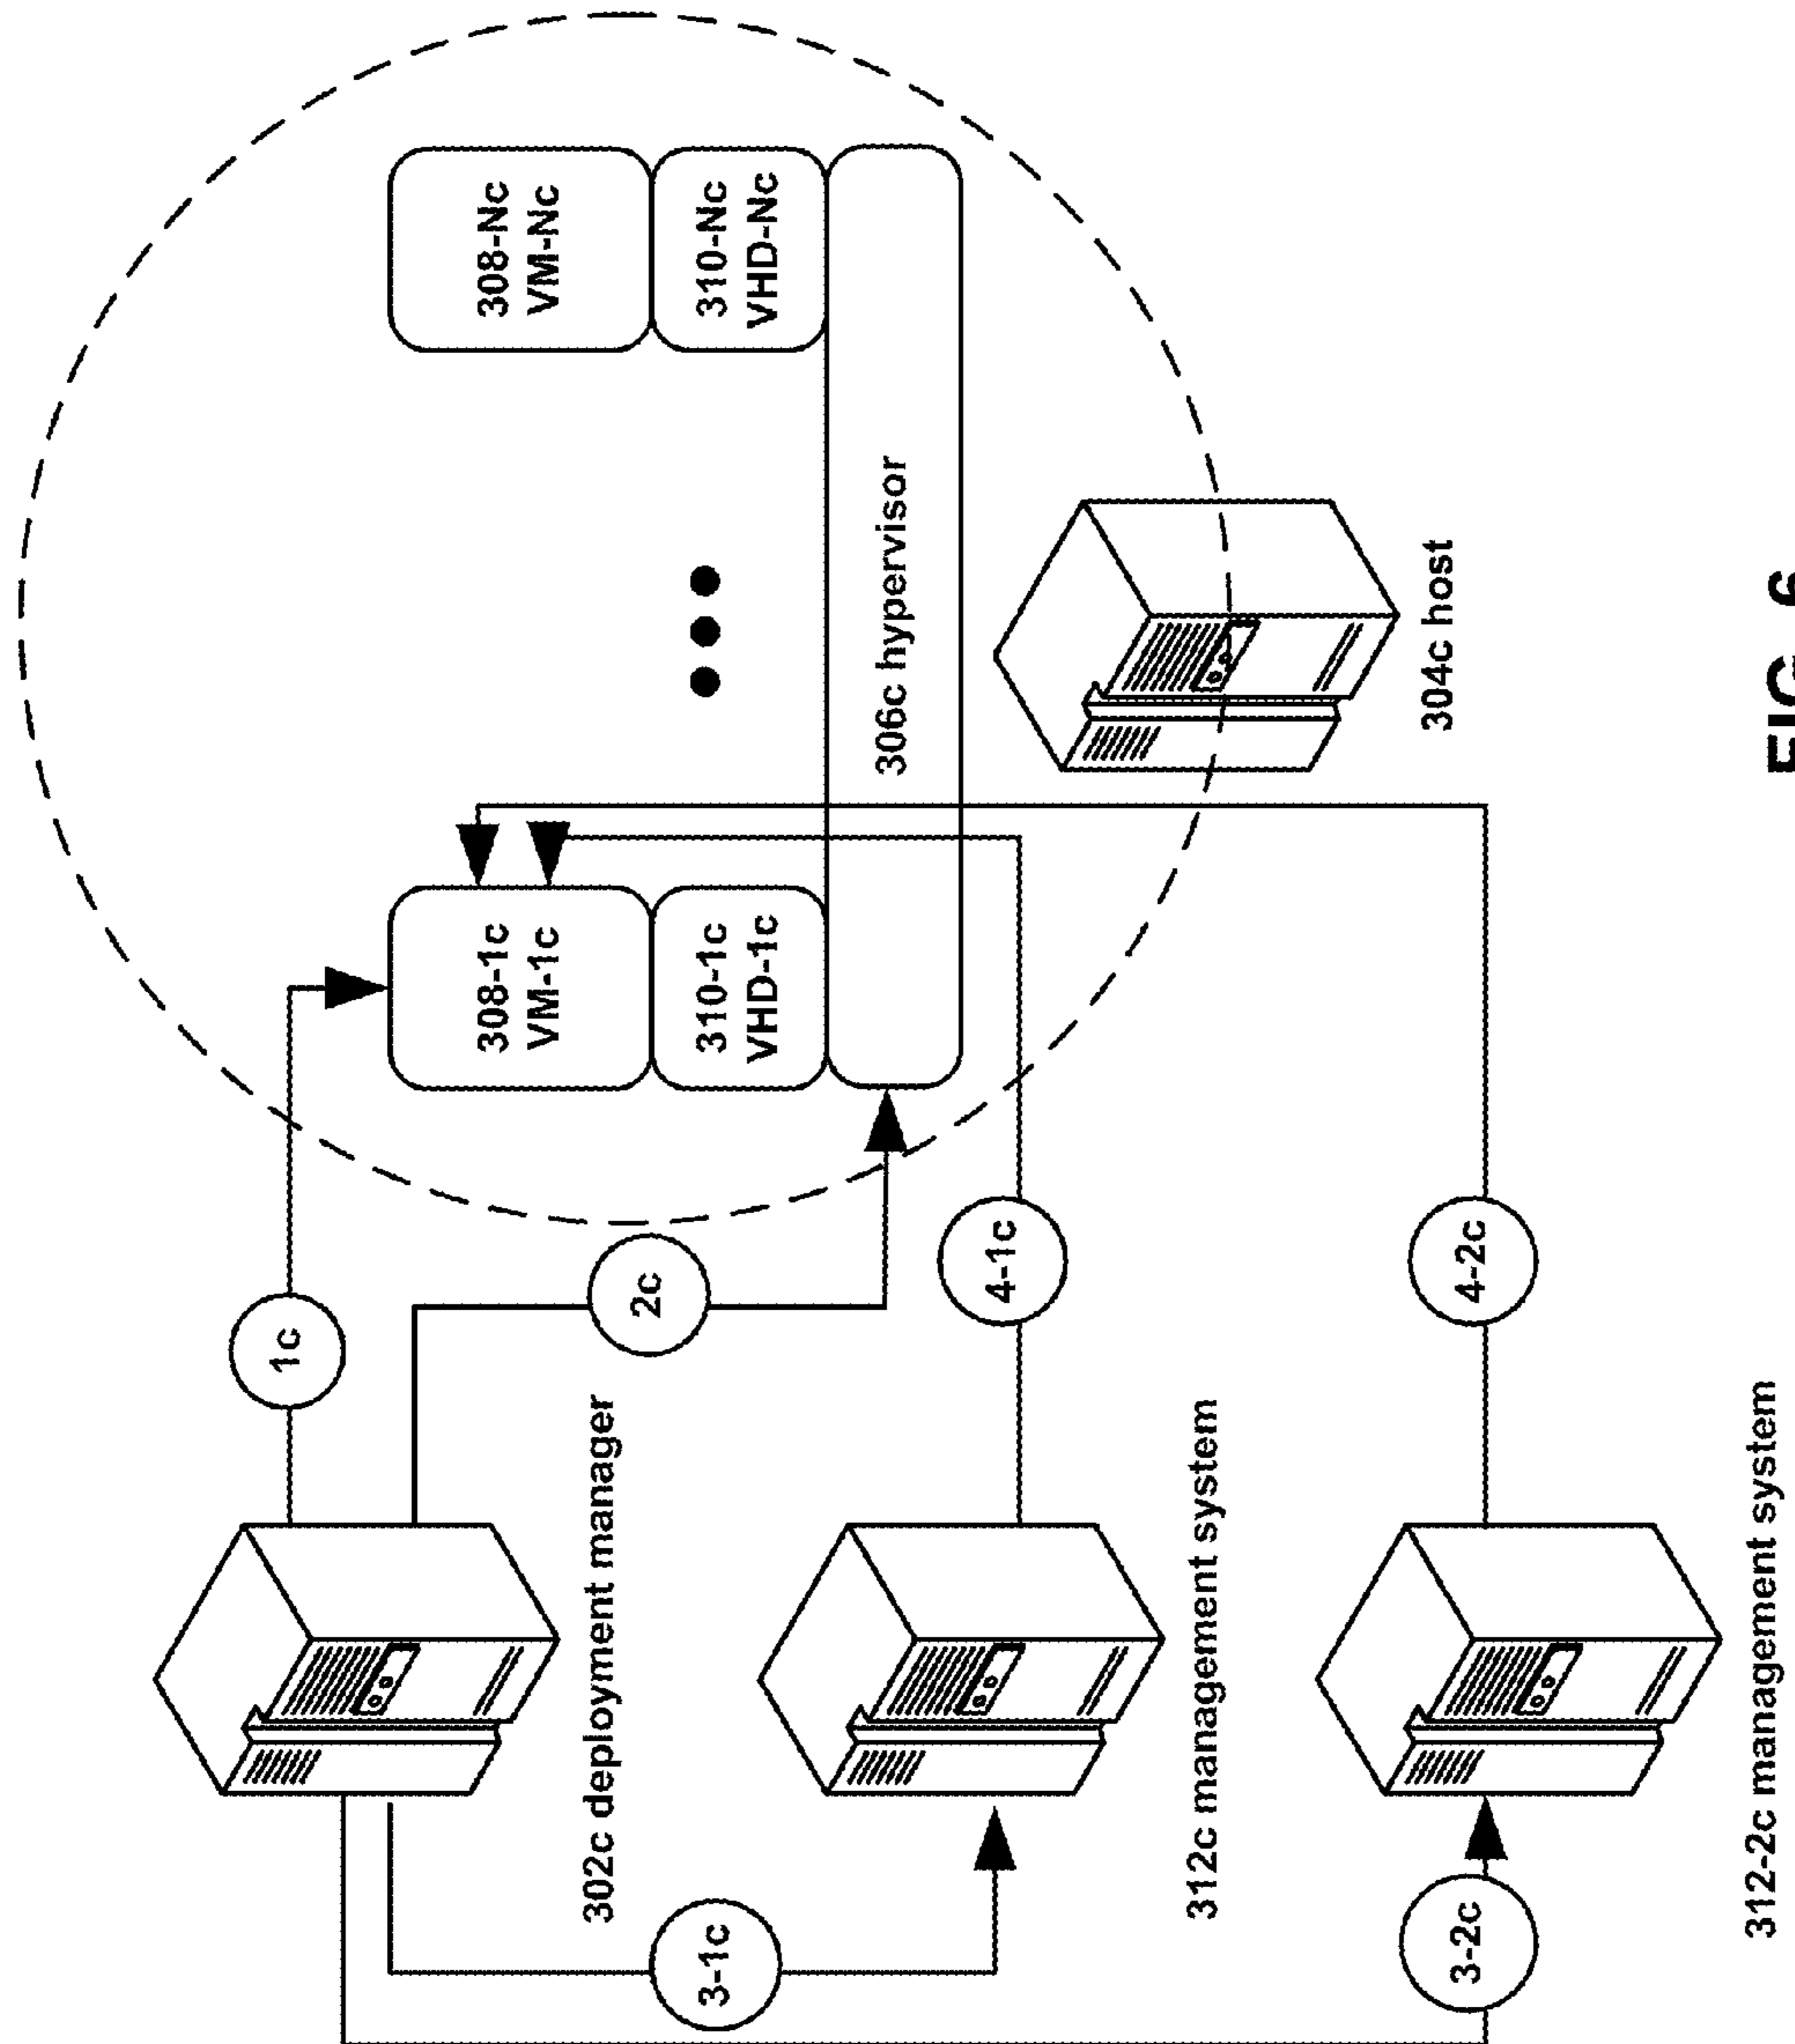 1c
308-1c
VM-1c
308-Nc
VM-Nc
2c
310-1c
VHD-1c
310-Nc
VHD-Nc
302c deployment manager
3-1c
306c hypervisor
4-1c
312c management system
304c host
3-2c
4-2c
312-2c management system
FIG. 6